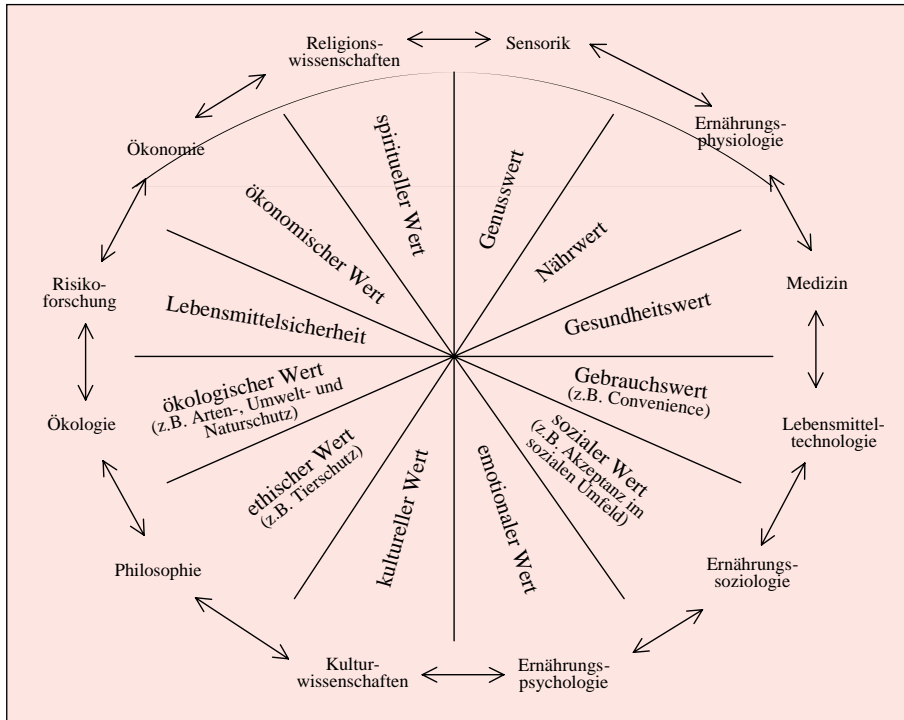 Religions-
wissenschaften
Sensorik
Ökonomie
Ernährungs-
physiologie
spiritueller Wert
Genusswert
ökonomischer Wert
Nährwert
Risiko-
forschung
Medizin
Lebensmittelsicherheit
Gesundheitswert
ökologischer Wert
(z.B. Arten-, Umwelt- und
Naturschutz)
Gebrauchswert
(z.B. Convenience)
Ökologie
Lebensmittel-
technologie
ethischer Wert
(z.B. Tierschutz)
kultureller Wert
emotionaler Wert
sozialer Wert
(z.B. Akzeptanz im
sozialen Umfeld)
Philosophie
Ernährungs-
soziologie
Kultur-
wissenschaften
Ernährungs-
psychologie